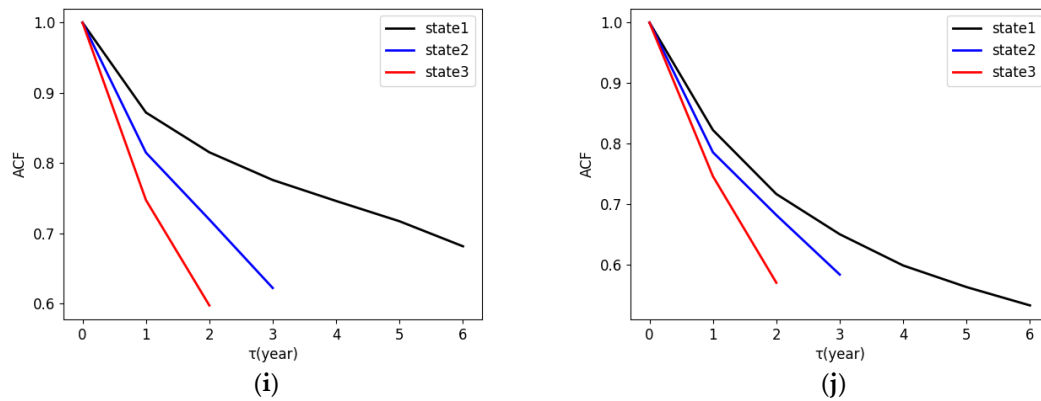 1.0
0.9
0.8
0.7
0.6
ACF
0 1 2 3 4 5 6
τ(year)
state1
state2
state3
(i)
1.0
0.9
0.8
0.7
0.6
ACF
0 1 2 3 4 5 6
τ(year)
state1
state2
state3
(j)